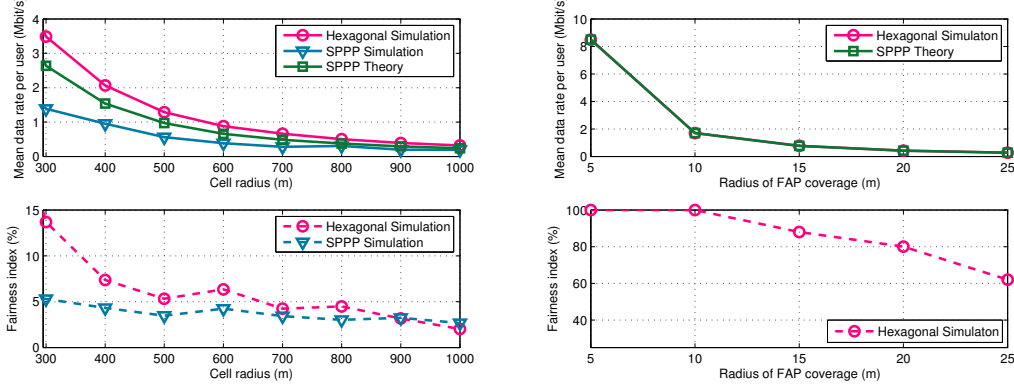 Mean data rate per user (Mbit/s)
4
3
2
1
0
Hexagonal Simulation
SPPP Simulation
SPPP Theory
300 400 500 600 700 800 900 1000
Cell radius (m)
Mean data rate per user (Mbit/s)
10
8
6
4
2
0
Hexagonal Simulaton
SPPP Theory
5 10 15 20 25
Radius of FAP coverage (m)
Fairness index (%)
15
10
5
0
Hexagonal Simulation
SPPP Simulation
300 400 500 600 700 800 900 1000
Cell radius (m)
Fairness index (%)
100
80
60
40
Hexagonal Simulaton
5 10 15 20 25
Radius of FAP coverage (m)